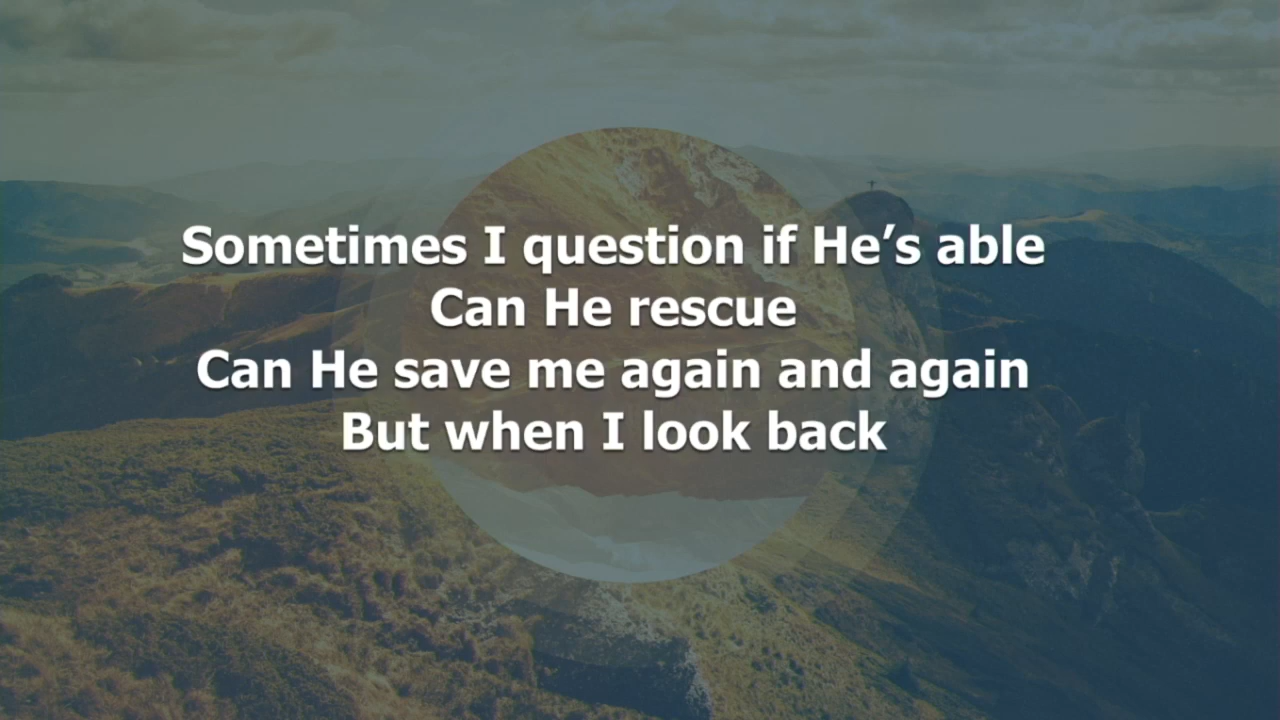 Sometimes I question if He’s able
Can He rescue
Can He save me again and again
But when I look back